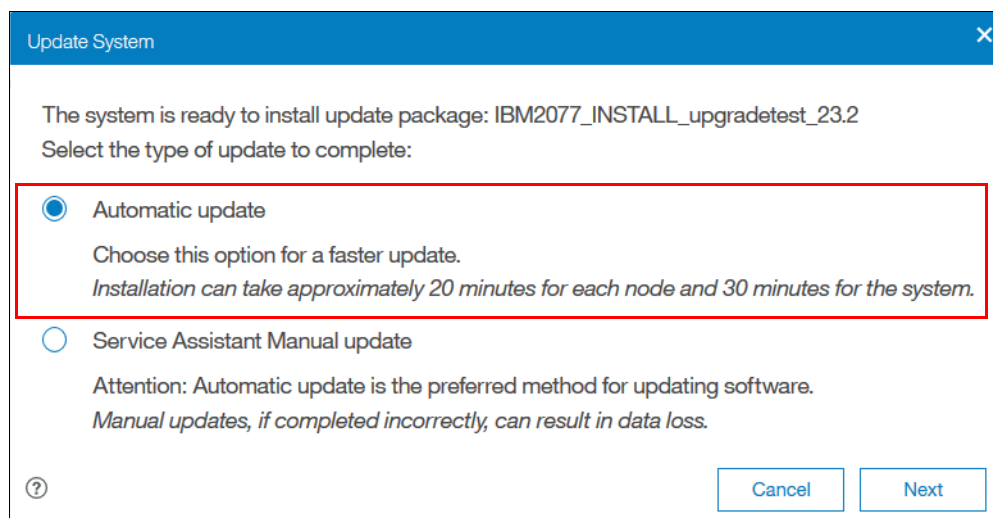 Update System
The system is ready to install update package: IBM2077_INSTALL_upgradetest_23.2
Select the type of update to complete:
Automatic update
Choose this option for a faster update.
Installation can take approximately 20 minutes for each node and 30 minutes for the system.
Service Assistant Manual update
Attention: Automatic update is the preferred method for updating software.
Manual updates, if completed incorrectly, can result in data loss.
?
Cancel
Next